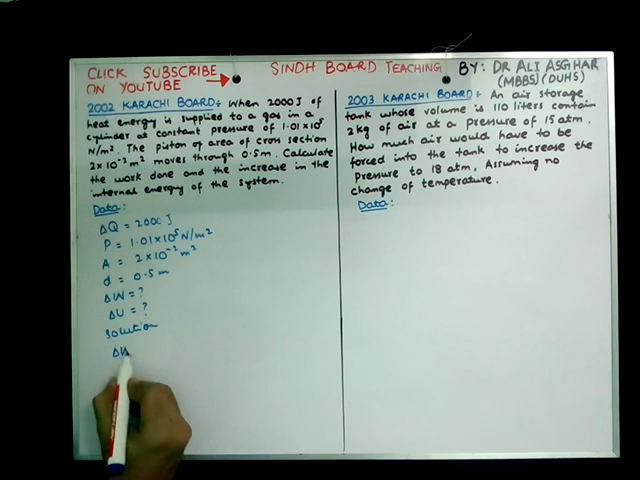 CLICK SUBSCRIBE
ON YOUTUBE
SINDH BOARD TEACHING
BY: DR ALI ASGHAR
(MBBS) (DUHS)
2002 KARACHI BOARD: When 2000J of
heat energy is supplied to a gas in a
cylinder at constant pressure of 1.01×10⁵
N/m². The piston of area of cross section
2×10⁻² m² moves through 0.5m. Calculate
the work done and the increase in the
internal energy of the system.
Data:
ΔQ = 2000 J
P = 1.01×10⁵ N/m²
A = 2×10⁻² m²
d = 0.5m
ΔW = ?
ΔU = ?
Solution
2003 KARACHI BOARD: An air storage
tank whose volume is 110 liters contain
2kg of air at a pressure of 15 atm.
How much air would have to be
forced into the tank to increase the
pressure to 18 atm, Assuming no
change of temperature.
Data: